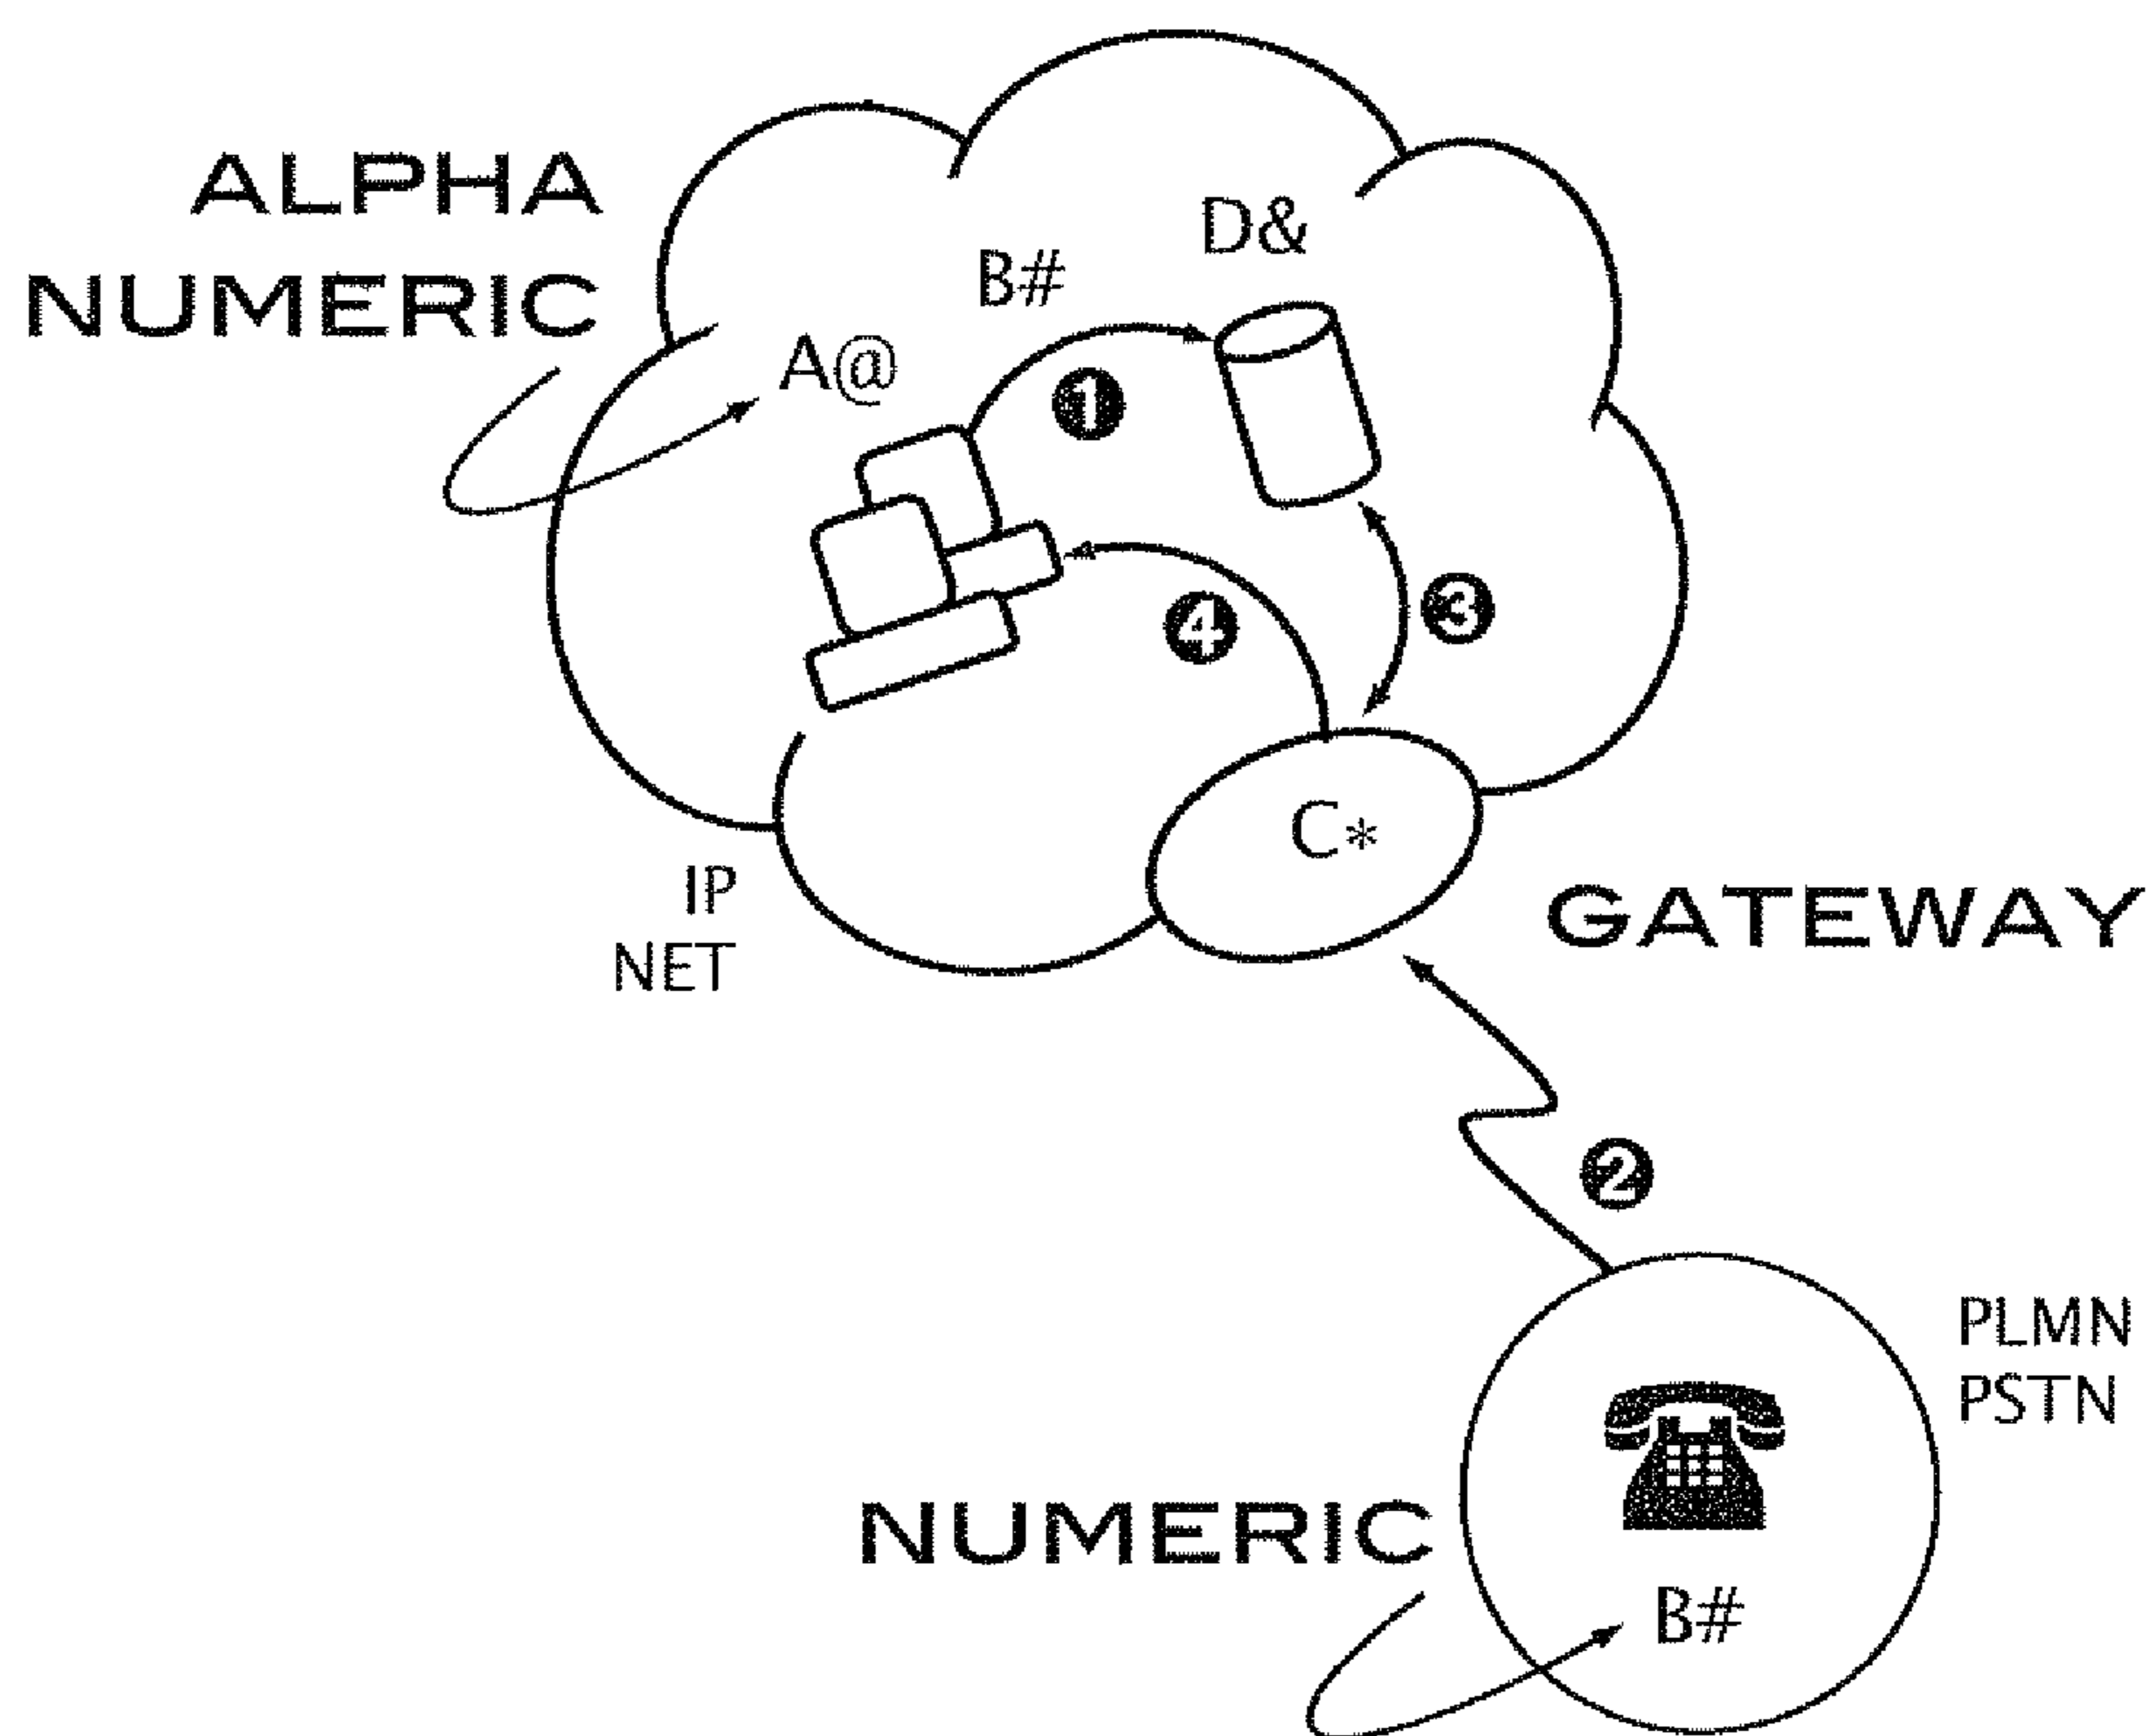 ALPHA
NUMERIC
D&
B#
A@
1
3
4
C*
IP
NET
GATEWAY
2
PLMN
PSTN
NUMERIC
B#